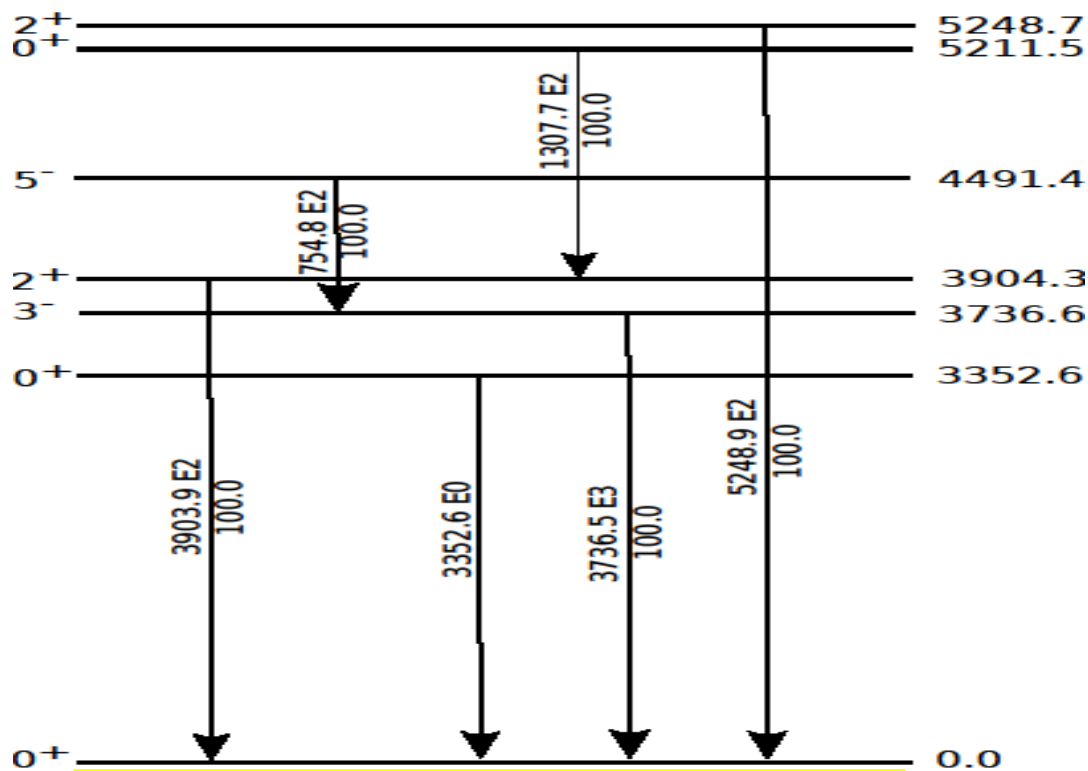 2+ 5248.7
0+ 5211.5
1307.7 E2
100.0
5- 4491.4
754.8 E2
100.0
2+ 3904.3
3- 3736.6
0+ 3352.6
5248.9 E2
100.0
3903.9 E2
100.0
3352.6 E0
3736.5 E3
100.0
0+ 0.0